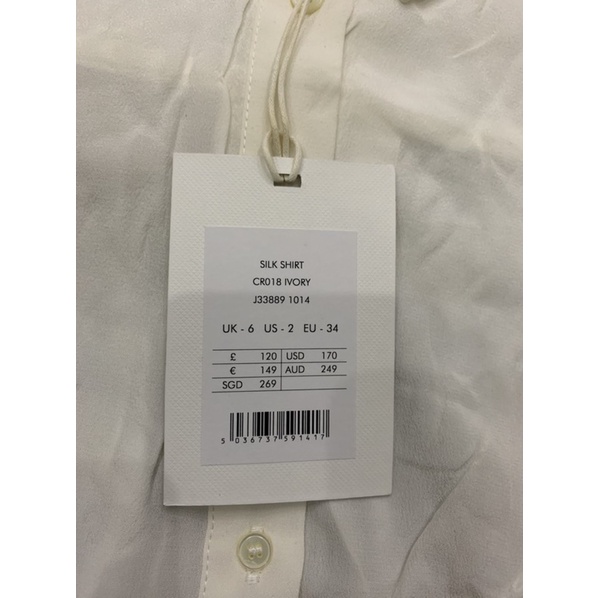 SILK SHIRT
CR018 IVORY
J33889 1014
UK - 6 US - 2 EU - 34
£ 120 USD 170
€ 149 AUD 249
SGD 269
5 036737 591417